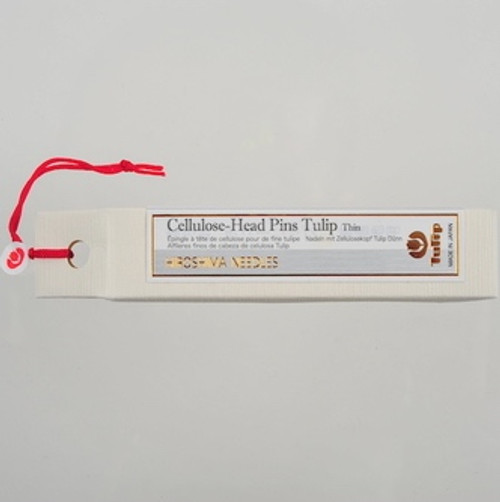 Cellulose-Head Pins Tulip Thin
Épingle à tête de cellulose pour de fine tulipe · Nadeln mit Zellulosekopf Tulip Dünn
Alfileres finos de cabeza de celulosa Tulip
HIROSHIMA NEEDLES
Tulip
MADE IN JAPAN